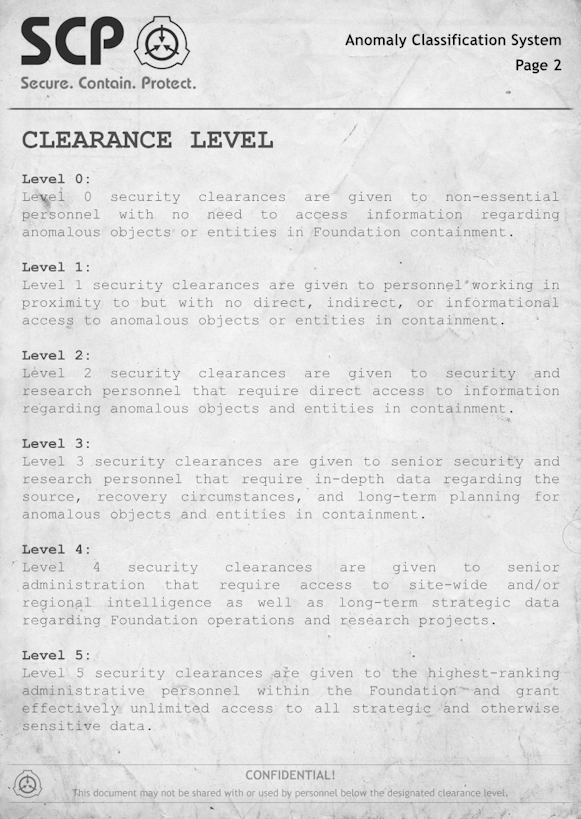 SCP
Secure. Contain. Protect.
Anomaly Classification System
Page 2
CLEARANCE LEVEL
Level 0:
Level 0 security clearances are given to non-essential
personnel with no need to access information regarding
anomalous objects or entities in Foundation containment.
Level 1:
Level 1 security clearances are given to personnel working in
proximity to but with no direct, indirect, or informational
access to anomalous objects or entities in containment.
Level 2:
Level 2 security clearances are given to security and
research personnel that require direct access to information
regarding anomalous objects and entities in containment.
Level 3:
Level 3 security clearances are given to senior security and
research personnel that require in-depth data regarding the
source, recovery circumstances, and long-term planning for
anomalous objects and entities in containment.
Level 4:
Level 4 security clearances are given to senior
administration that require access to site-wide and/or
regional intelligence as well as long-term strategic data
regarding Foundation operations and research projects.
Level 5:
Level 5 security clearances are given to the highest-ranking
administrative personnel within the Foundation and grant
effectively unlimited access to all strategic and otherwise
sensitive data.
CONFIDENTIAL!
This document may not be shared with or used by personnel below the designated clearance level.